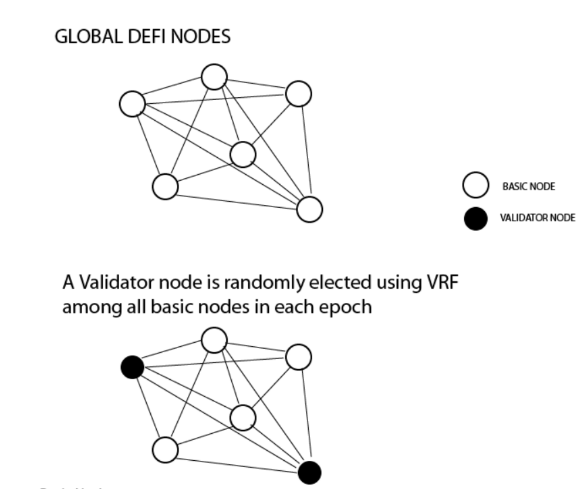 GLOBAL DEFI NODES
BASIC NODE
VALIDATOR NODE
A Validator node is randomly elected using VRF
among all basic nodes in each epoch